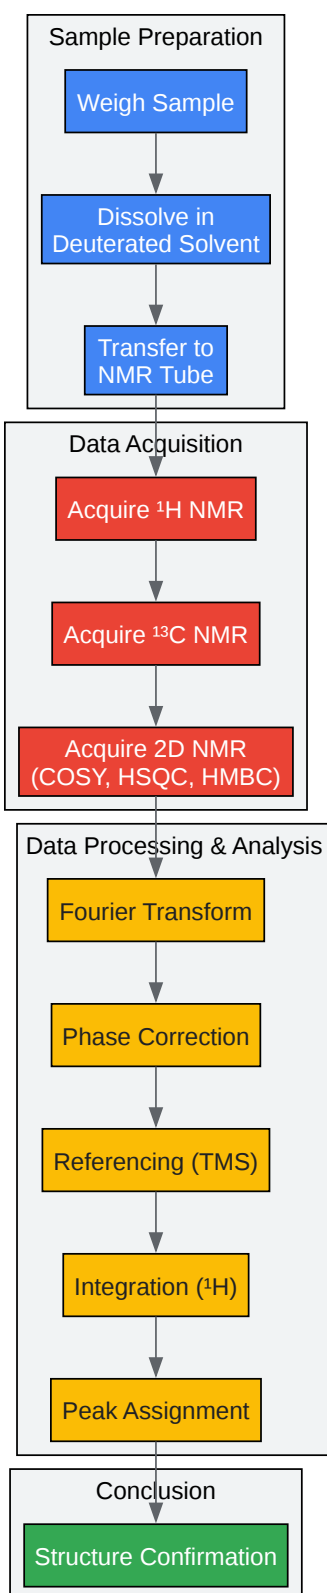 Sample Preparation
Weigh Sample
Dissolve in
Deuterated Solvent
Transfer to
NMR Tube
Data Acquisition
Acquire ¹H NMR
Acquire ¹³C NMR
Acquire 2D NMR
(COSY, HSQC, HMBC)
Data Processing & Analysis
Fourier Transform
Phase Correction
Referencing (TMS)
Integration (¹H)
Peak Assignment
Conclusion
Structure Confirmation